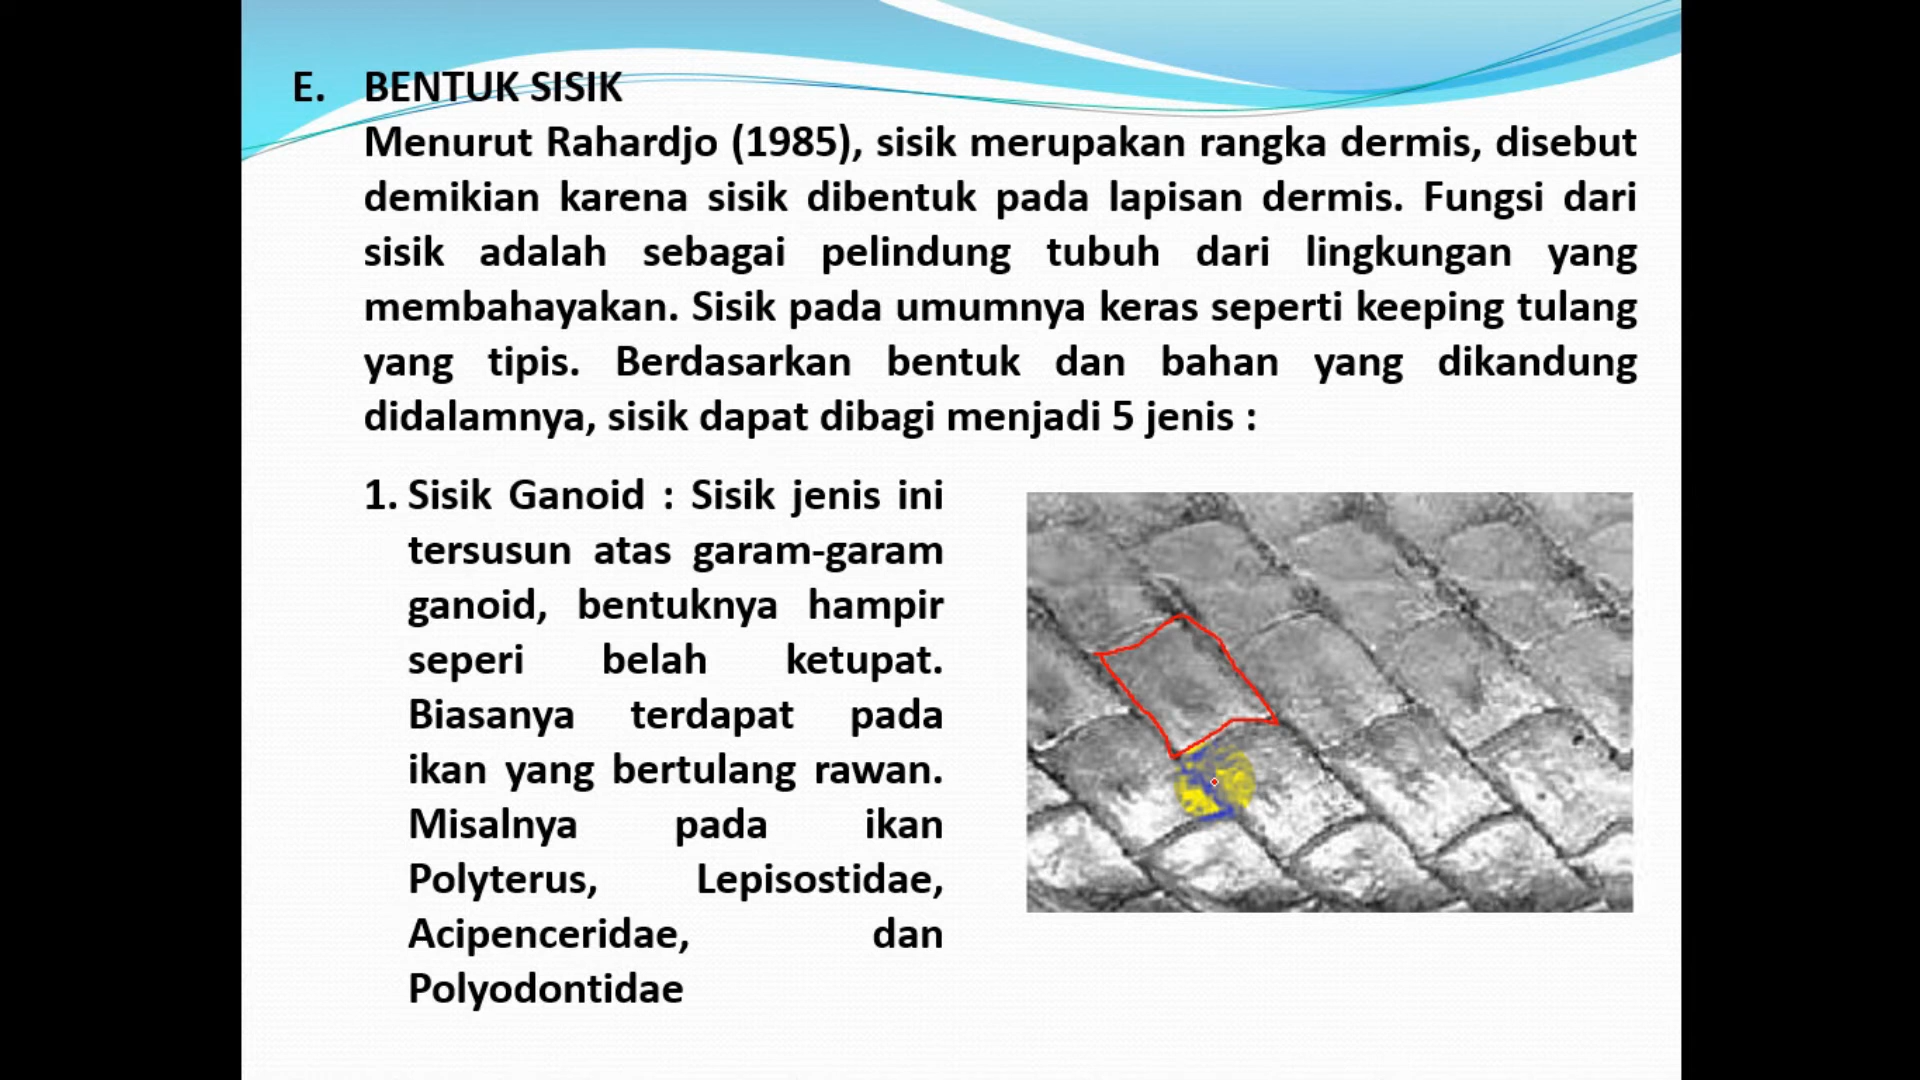 E. BENTUK SISIK
Menurut Rahardjo (1985), sisik merupakan rangka dermis, disebut
demikian karena sisik dibentuk pada lapisan dermis. Fungsi dari
sisik adalah sebagai pelindung tubuh dari lingkungan yang
membahayakan. Sisik pada umumnya keras seperti keeping tulang
yang tipis. Berdasarkan bentuk dan bahan yang dikandung
didalamnya, sisik dapat dibagi menjadi 5 jenis :
1. Sisik Ganoid : Sisik jenis ini
tersusun atas garam-garam
ganoid, bentuknya hampir
seperi belah ketupat.
Biasanya terdapat pada
ikan yang bertulang rawan.
Misalnya pada ikan
Polyterus, Lepisostidae,
Acipenceridae, dan
Polyodontidae